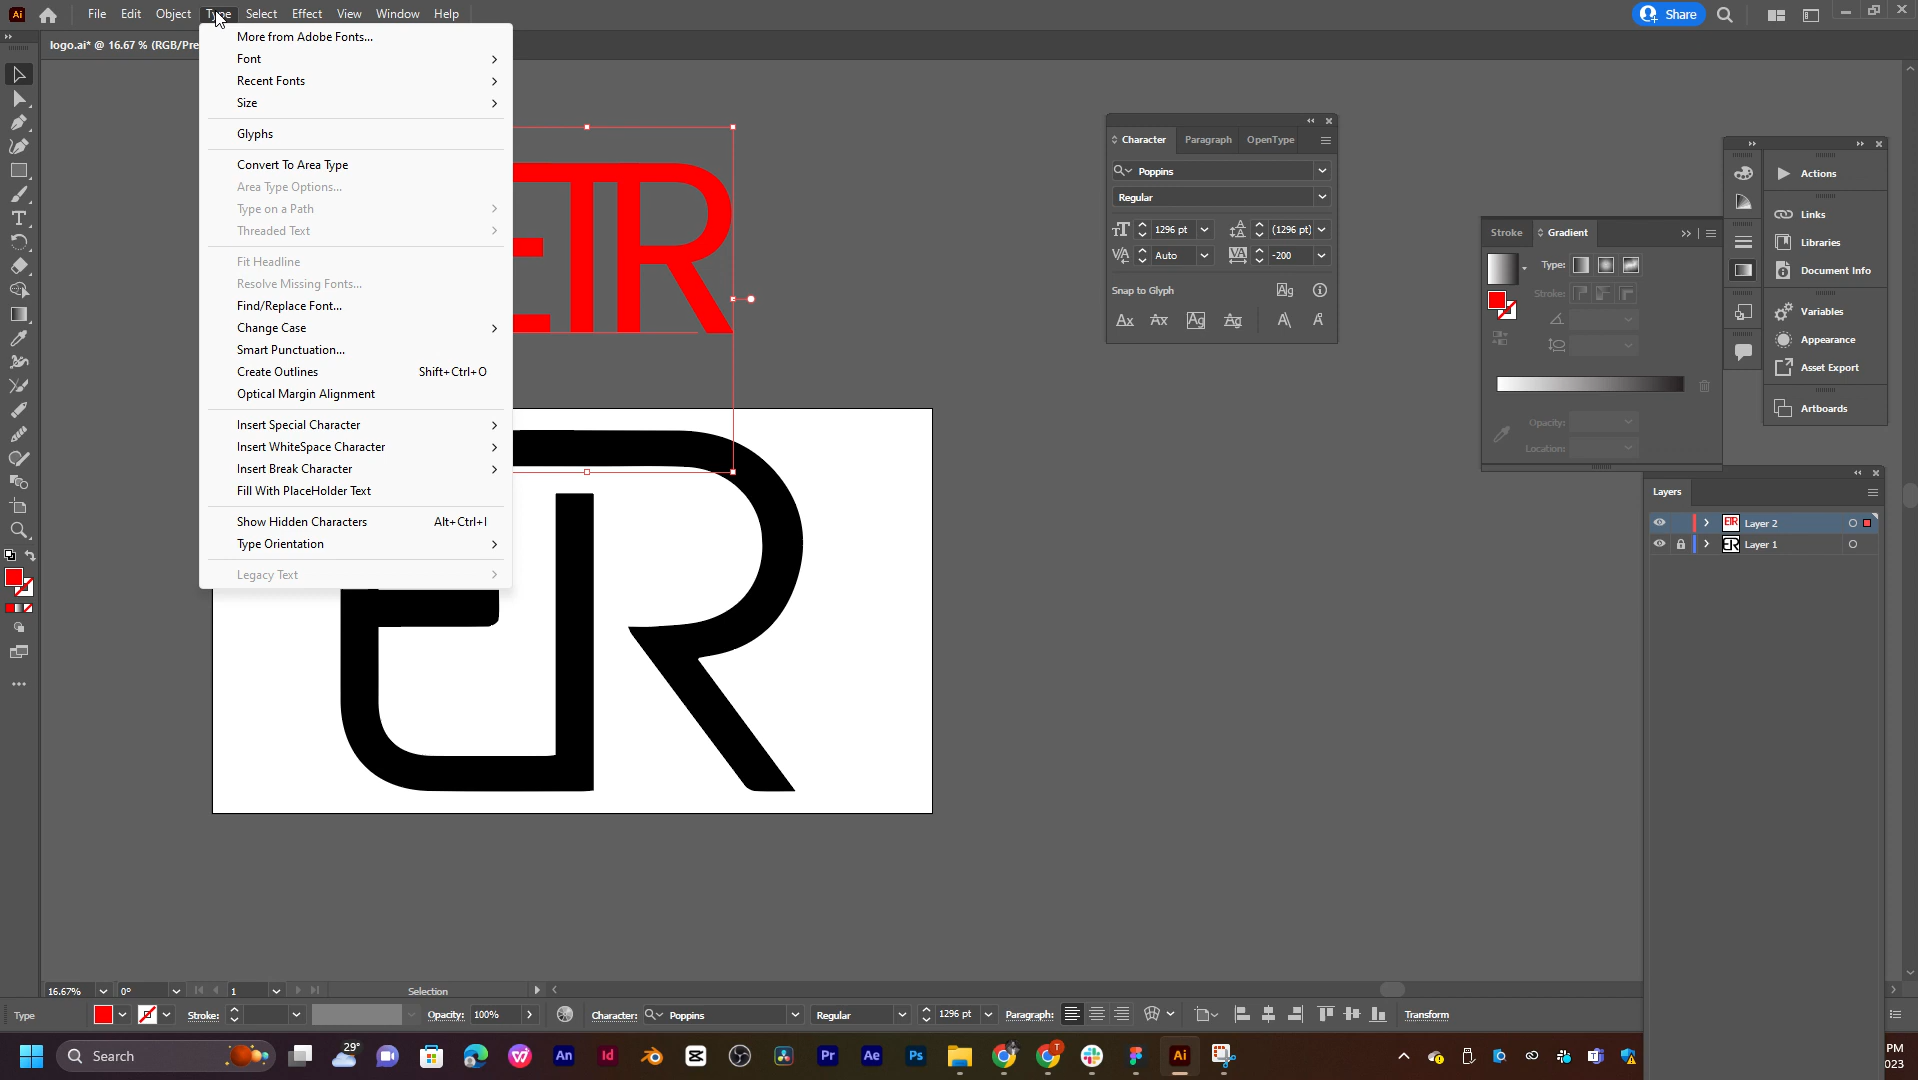 Ai File Edit Object Type Select Effect View Window Help Share
logo.ai* @ 16.67 % (RGB/Pre
More from Adobe Fonts...
Font
Recent Fonts
Size
Glyphs
Convert To Area Type
Area Type Options...
Type on a Path
Threaded Text
Fit Headline
Resolve Missing Fonts...
Find/Replace Font...
Change Case
Smart Punctuation...
Create Outlines Shift+Ctrl+O
Optical Margin Alignment
Insert Special Character
Insert WhiteSpace Character
Insert Break Character
Fill With PlaceHolder Text
Show Hidden Characters Alt+Ctrl+I
Type Orientation
Legacy Text
Character Paragraph OpenType
Poppins
Regular
1296 pt (1296 pt)
Auto -200
Snap to Glyph
Stroke Gradient
Type:
Stroke:
Opacity:
Location:
Actions
Links
Libraries
Document Info
Variables
Appearance
Asset Export
Artboards
Layers
Layer 2
Layer 1
16.67% 0° 1 Selection
Type Stroke: Opacity: 100% Character: Poppins Regular 1296 pt Paragraph: Transform
Search 29° An Id Pr Ae Ps Ai PM
023